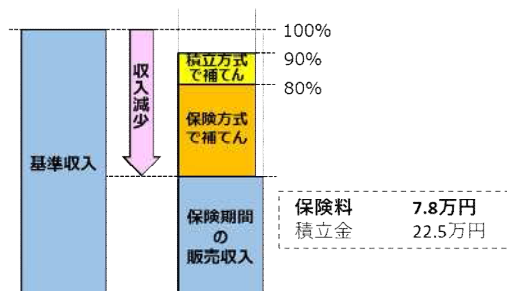 100%
90%
80%
積立方式
で補てん
収入減少
保険方式
で補てん
基準収入
保険期間
の
販売収入
保険料 7.8万円
積立金 22.5万円